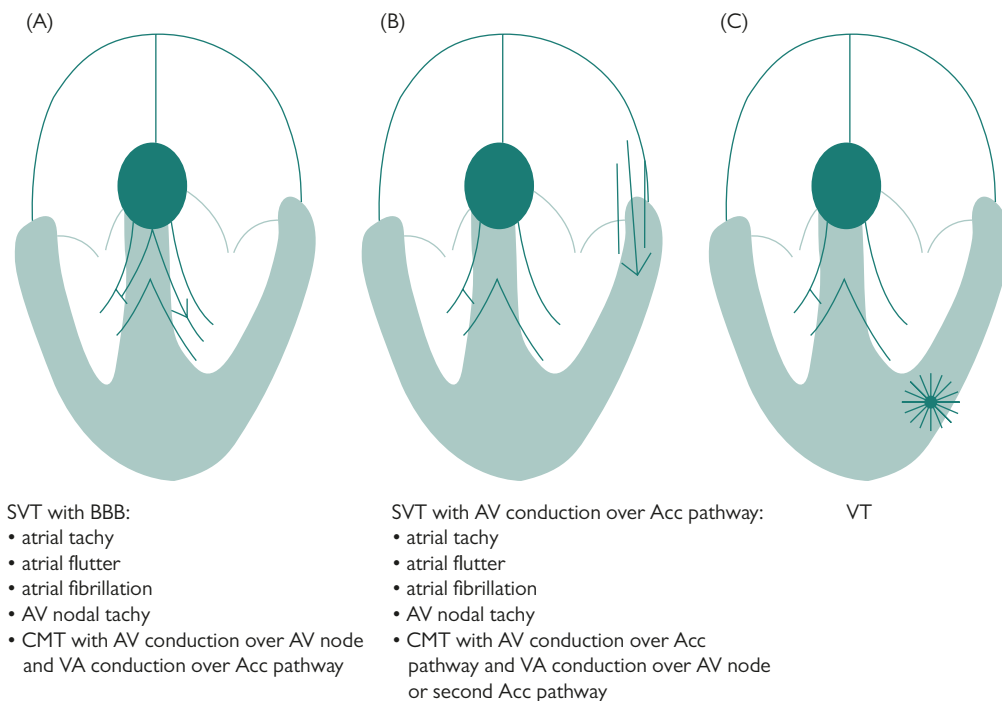 (A)
(B)
(C)
SVT with BBB:
• atrial tachy
• atrial flutter
• atrial fibrillation
• AV nodal tachy
• CMT with AV conduction over AV node
and VA conduction over Acc pathway
SVT with AV conduction over Acc pathway:
• atrial tachy
• atrial flutter
• atrial fibrillation
• AV nodal tachy
• CMT with AV conduction over Acc
pathway and VA conduction over AV node
or second Acc pathway
VT